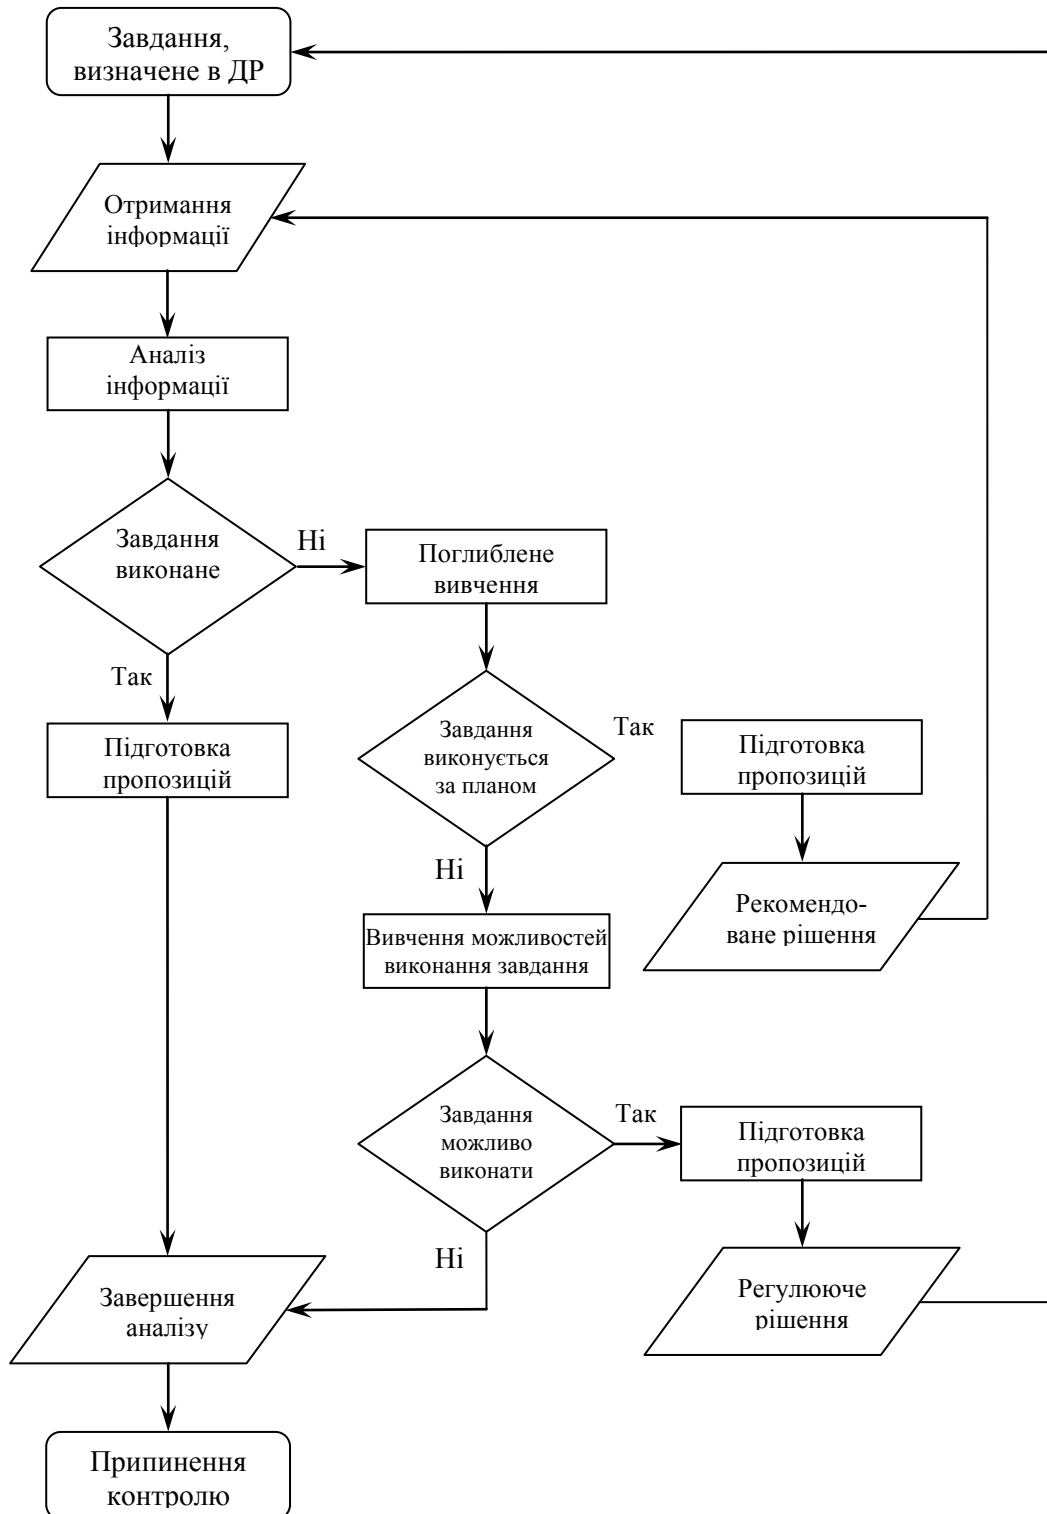 Завдання,
визначене в ДР
Отримання
інформації
Аналіз
інформації
Завдання
виконане
Ні
Поглиблене
вивчення
Так
Підготовка
пропозицій
Завдання
виконується
за планом
Так
Підготовка
пропозицій
Ні
Рекомендо-
ване рішення
Вивчення можливостей
виконання завдання
Завдання
можливо
виконати
Так
Підготовка
пропозицій
Ні
Завершення
аналізу
Регулююче
рішення
Припинення
контролю